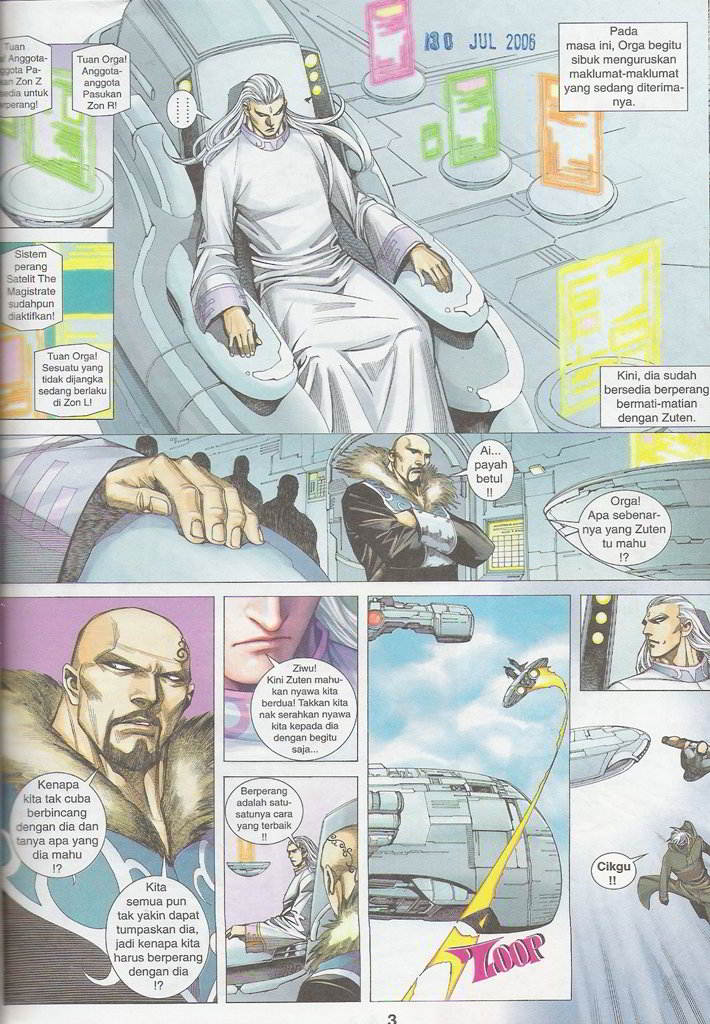 Tuan
Anggota-
ggota Pa-
kan Zon Z
sedia untuk
erperang!
Tuan Orga!
Anggota-
anggota
Pasukan
Zon R!
30 JUL 2006
Pada
masa ini, Orga begitu
sibuk menguruskan
maklumat-maklumat
yang sedang diterima-
nya.
Sistem
perang
Satelit The
Magistrate
sudahpun
diaktifkan!
Tuan Orga!
Sesuatu yang
tidak dijangka
sedang berlaku
di Zon L!
Kini, dia sudah
bersedia berperang
bermati-matian
dengan Zuten.
Ai...
payah
betul
!!
Orga!
Apa sebenar-
nya yang Zuten
tu mahu
!?
Kenapa
kita tak cuba
berbincang
dengan dia dan
tanya apa yang
dia mahu
!?
Kita
semua pun
tak yakin dapat
tumpaskan dia,
jadi kenapa kita
harus berperang
dengan dia
!?
Ziwu!
Kini Zuten mahu-
kan nyawa kita
berdua! Takkan kita
nak serahkan nyawa
kita kepada dia
dengan begitu
saja...
Berperang
adalah satu-
satunya cara
yang terbaik
!!
ZLOOP
Cikgu
!!
3